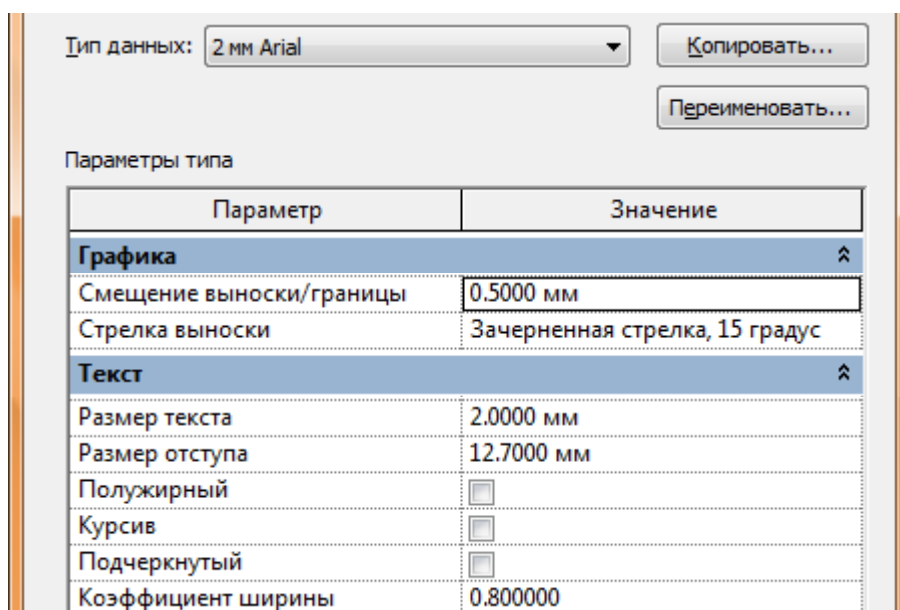 Тип данных: 2 мм Arial Копировать...
Переименовать...
Параметры типа
Параметр Значение
Графика
Смещение выноски/границы 0.5000 мм
Стрелка выноски Зачерненная стрелка, 15 градус
Текст
Размер текста 2.0000 мм
Размер отступа 12.7000 мм
Полужирный
Курсив
Подчеркнутый
Коэффициент ширины 0.800000